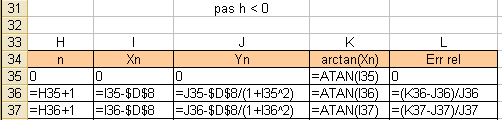 31 pas h < 0
32
33 H I J K L
34 n Xn Yn arctan(Xn) Err rel
35 0 0 0 =ATAN(I35) 0
36 =H35+1 =I35-$D$8 =J35-$D$8/(1+I35^2) =ATAN(I36) =(K36-J36)/J36
37 =H36+1 =I36-$D$8 =J36-$D$8/(1+I36^2) =ATAN(I37) =(K37-J37)/J37